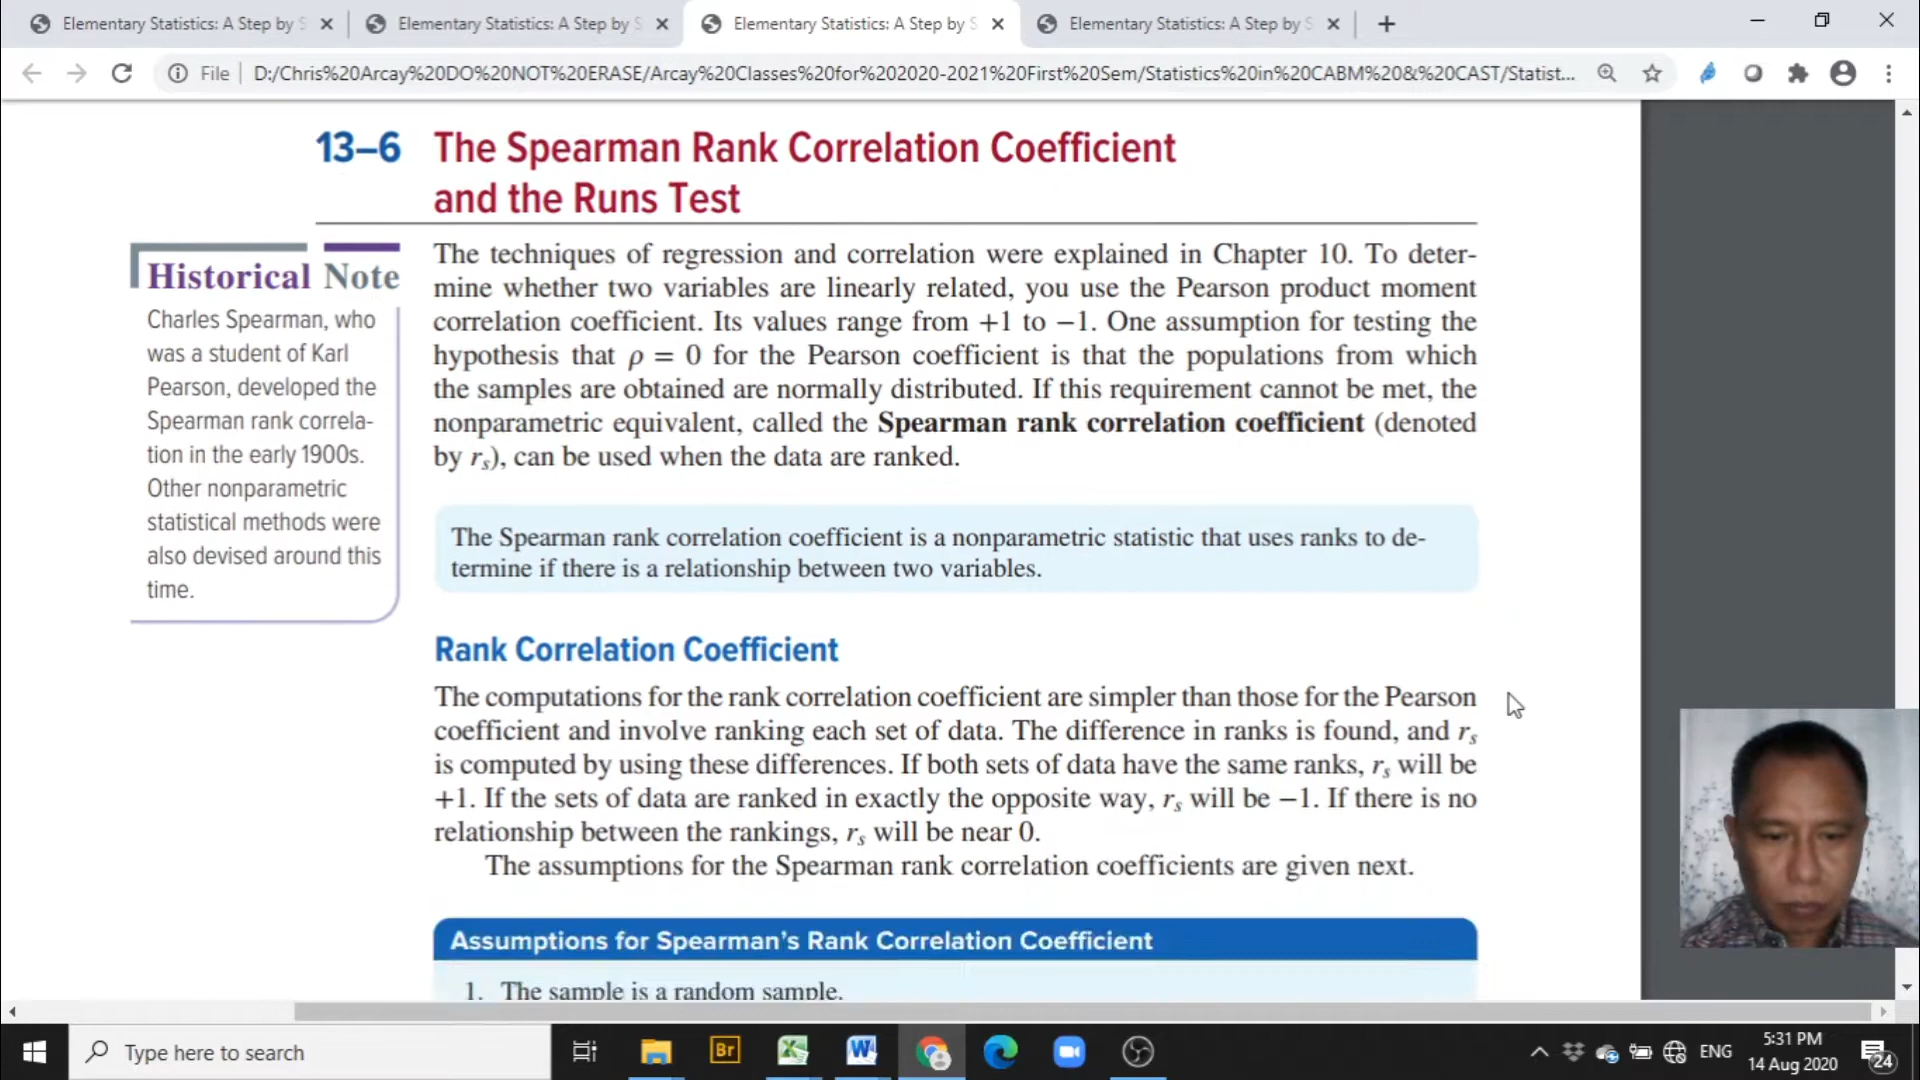 Elementary Statistics: A Step by S
Elementary Statistics: A Step by S
Elementary Statistics: A Step by S
Elementary Statistics: A Step by S
File
D:/Chris%20Arcay%20DO%20NOT%20ERASE/Arcay%20Classes%20for%202020-2021%20First%20Sem/Statistics%20in%20CABM%20&%20CAST/Statist...
13–6 The Spearman Rank Correlation Coefficient
and the Runs Test
Historical Note
Charles Spearman, who
was a student of Karl
Pearson, developed the
Spearman rank correla-
tion in the early 1900s.
Other nonparametric
statistical methods were
also devised around this
time.
The techniques of regression and correlation were explained in Chapter 10. To deter-
mine whether two variables are linearly related, you use the Pearson product moment
correlation coefficient. Its values range from +1 to −1. One assumption for testing the
hypothesis that ρ = 0 for the Pearson coefficient is that the populations from which
the samples are obtained are normally distributed. If this requirement cannot be met, the
nonparametric equivalent, called the Spearman rank correlation coefficient (denoted
by rs), can be used when the data are ranked.
The Spearman rank correlation coefficient is a nonparametric statistic that uses ranks to de-
termine if there is a relationship between two variables.
Rank Correlation Coefficient
The computations for the rank correlation coefficient are simpler than those for the Pearson
coefficient and involve ranking each set of data. The difference in ranks is found, and rs
is computed by using these differences. If both sets of data have the same ranks, rs will be
+1. If the sets of data are ranked in exactly the opposite way, rs will be −1. If there is no
relationship between the rankings, rs will be near 0.
The assumptions for the Spearman rank correlation coefficients are given next.
Assumptions for Spearman's Rank Correlation Coefficient
1. The sample is a random sample.
Type here to search
Br
ENG
5:31 PM
14 Aug 2020
24